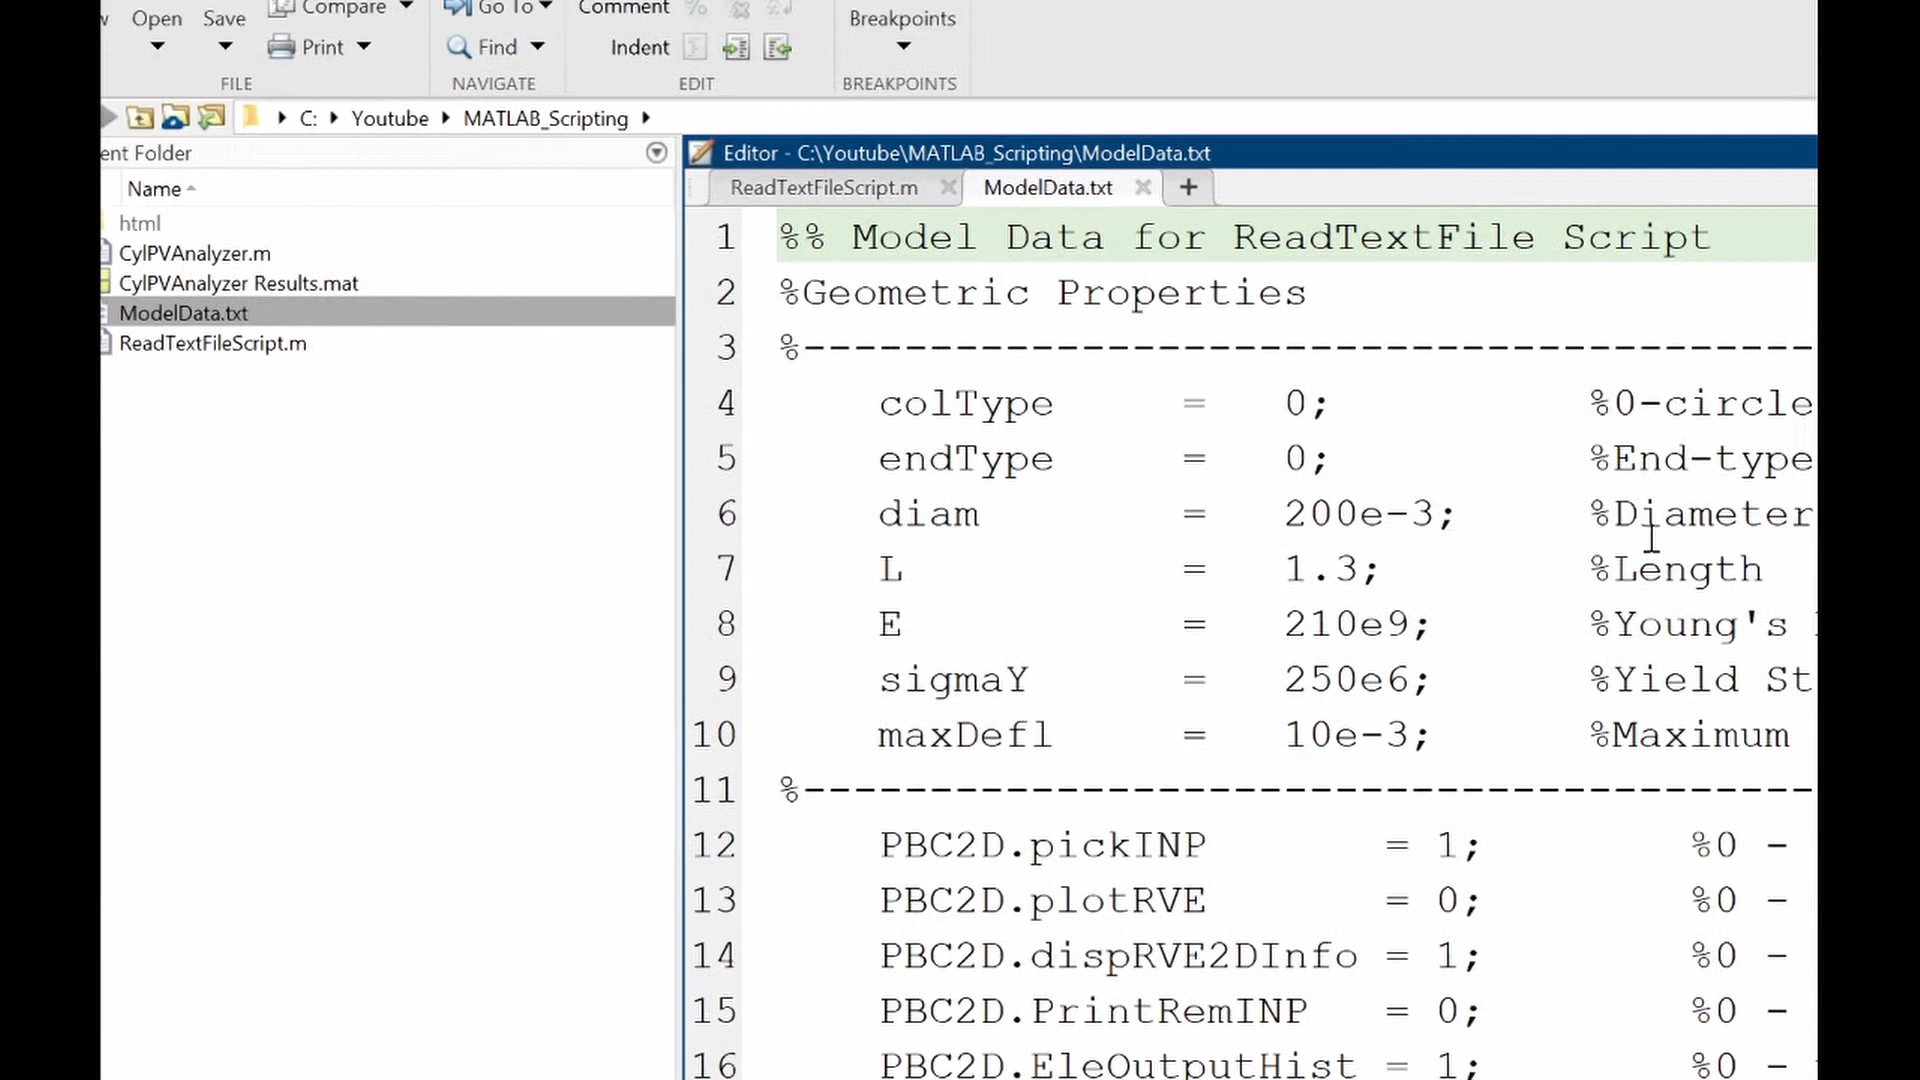 Open Save Compare Go To Comment Breakpoints
Print Find Indent
FILE NAVIGATE EDIT BREAKPOINTS
C: Youtube MATLAB_Scripting
ent Folder
Name
html
CylPVAnalyzer.m
CylPVAnalyzer Results.mat
ModelData.txt
ReadTextFileScript.m
Editor - C:\Youtube\MATLAB_Scripting\ModelData.txt
ReadTextFileScript.m ModelData.txt +
1 %% Model Data for ReadTextFile Script
2 %Geometric Properties
3 %------------------------------------------
4 colType = 0; %0-circle
5 endType = 0; %End-type
6 diam = 200e-3; %Diameter
7 L = 1.3; %Length
8 E = 210e9; %Young's
9 sigmaY = 250e6; %Yield St
10 maxDefl = 10e-3; %Maximum
11 %------------------------------------------
12 PBC2D.pickINP = 1; %0 -
13 PBC2D.plotRVE = 0; %0 -
14 PBC2D.dispRVE2DInfo = 1; %0 -
15 PBC2D.PrintRemINP = 0; %0 -
16 PBC2D.EleOutputHist = 1; %0 -